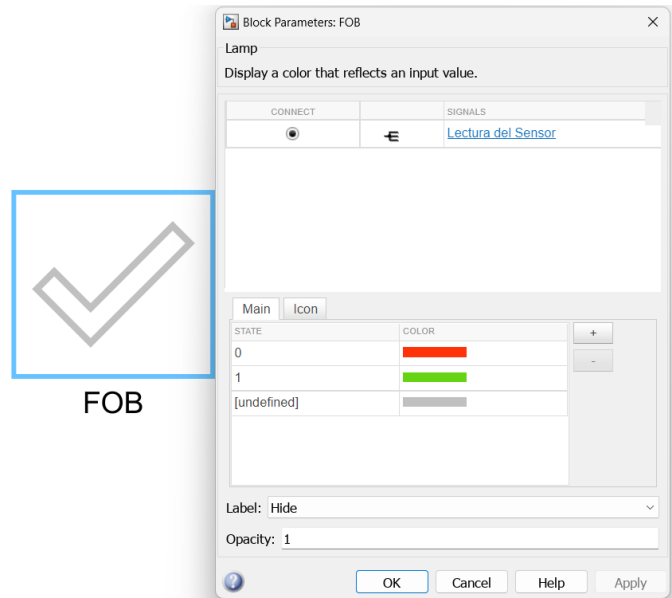 Block Parameters: FOB
Lamp
Display a color that reflects an input value.
CONNECT SIGNALS
Lectura del Sensor
Main Icon
STATE COLOR
+
0
-
1
[undefined]
FOB
Label: Hide
Opacity: 1
? OK Cancel Help Apply